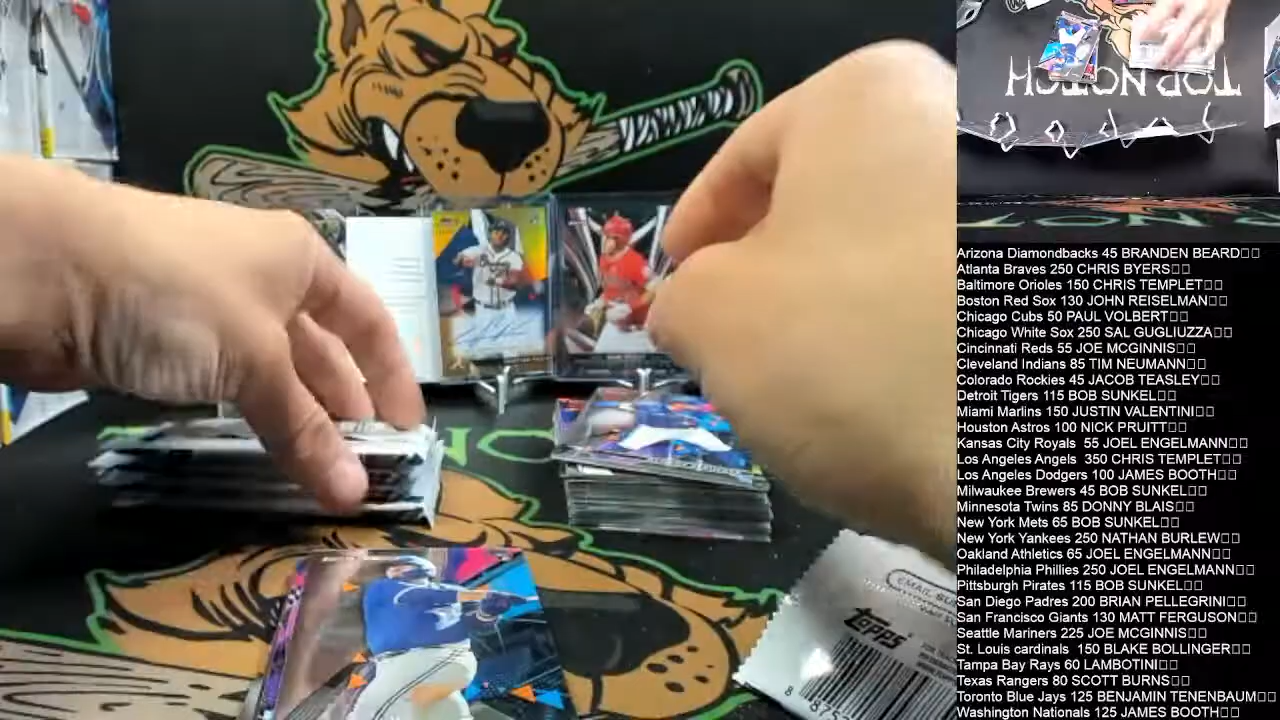 TOP NOTCH
Arizona Diamondbacks 45 BRANDEN BEARD□□
Atlanta Braves 250 CHRIS BYERS□□
Baltimore Orioles 150 CHRIS TEMPLET□□
Boston Red Sox 130 JOHN REISELMAN□□
Chicago Cubs 50 PAUL VOLBERT□□
Chicago White Sox 250 SAL GUGLIUZZA□□
Cincinnati Reds 55 JOE MCGINNIS□□
Cleveland Indians 85 TIM NEUMANN□□
Colorado Rockies 45 JACOB TEASLEY□□
Detroit Tigers 115 BOB SUNKEL□□
Miami Marlins 150 JUSTIN VALENTINI□□
Houston Astros 100 NICK PRUITT□□
Kansas City Royals 55 JOEL ENGELMANN□□
Los Angeles Angels 350 CHRIS TEMPLET□□
Los Angeles Dodgers 100 JAMES BOOTH□□
Milwaukee Brewers 45 BOB SUNKEL□□
Minnesota Twins 85 DONNY BLAIS□□
New York Mets 65 BOB SUNKEL□□
New York Yankees 250 NATHAN BURLEW□□
Oakland Athletics 65 JOEL ENGELMANN□□
Philadelphia Phillies 250 JOEL ENGELMANN□□
Pittsburgh Pirates 115 BOB SUNKEL□□
San Diego Padres 200 BRIAN PELLEGRINI□□
San Francisco Giants 130 MATT FERGUSON□□
Seattle Mariners 225 JOE MCGINNIS□□
St. Louis cardinals 150 BLAKE BOLLINGER□□
Tampa Bay Rays 60 LAMBOTINI□□
Texas Rangers 80 SCOTT BURNS□□
Toronto Blue Jays 125 BENJAMIN TENENBAUM□□
Washington Nationals 125 JAMES BOOTH□□
EMAIL
TOPPS